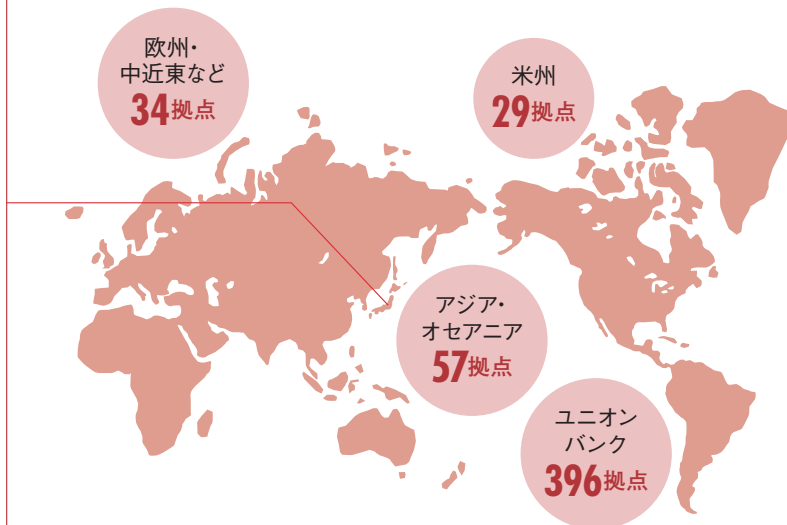 欧州・
中近東など
34拠点
米州
29拠点
アジア・
オセアニア
57拠点
ユニオン
バンク
396拠点